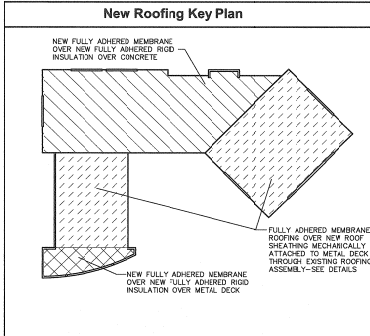 New Roofing Key Plan
NEW FULLY ADHERED MEMBRANE
OVER NEW FULLY ADHERED RIGID
INSULATION OVER CONCRETE
FULLY ADHERED MEMBRANE
ROOFING OVER NEW ROOF
SHEATHING MECHANICALLY
ATTACHED TO METAL DECK
THROUGH EXISTING ROOFING
ASSEMBLY-SEE DETAILS
NEW FULLY ADHERED MEMBRANE
OVER NEW FULLY ADHERED RIGID
INSULATION OVER METAL DECK